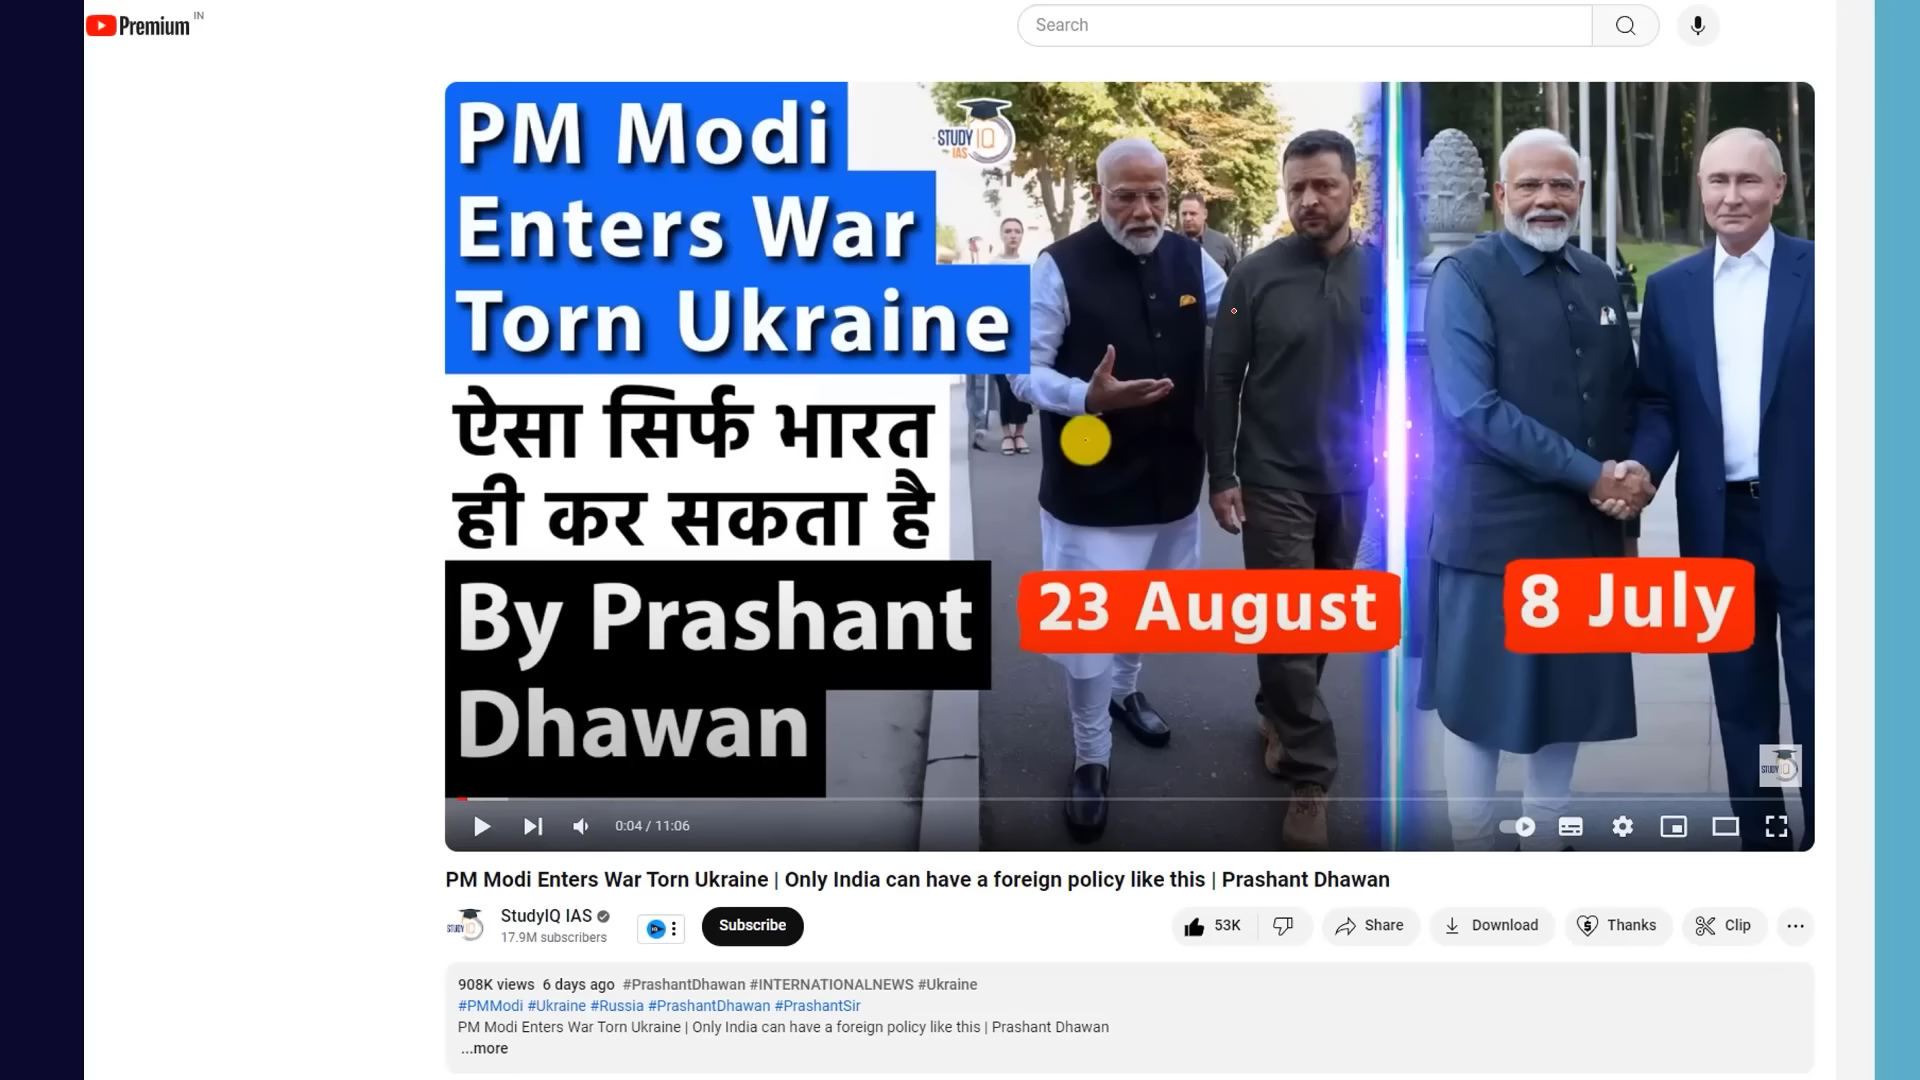 Premium IN
Search
PM Modi
Enters War
Torn Ukraine
STUDY IQ
IAS
ऐसा सिर्फ भारत
ही कर सकता है
By Prashant
Dhawan
23 August
8 July
STUDY
0:04 / 11:06
PM Modi Enters War Torn Ukraine | Only India can have a foreign policy like this | Prashant Dhawan
StudyIQ IAS
17.9M subscribers
Subscribe
53K
Share
Download
Thanks
Clip
908K views 6 days ago #PrashantDhawan #INTERNATIONALNEWS #Ukraine
#PMModi #Ukraine #Russia #PrashantDhawan #PrashantSir
PM Modi Enters War Torn Ukraine | Only India can have a foreign policy like this | Prashant Dhawan
...more